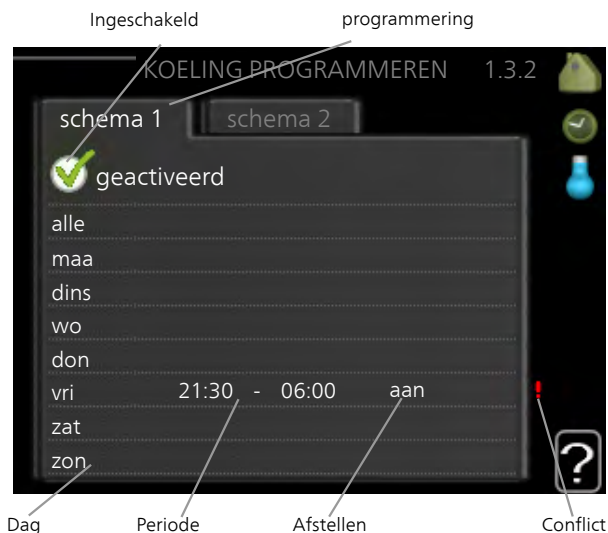 Ingeschakeld programmering
KOELING PROGRAMMEREN 1.3.2
schema 1 schema 2
geactiveerd
alle
maa
dins
wo
don
vri 21:30 - 06:00 aan !
zat
zon
?
Dag Periode Afstellen Conflict